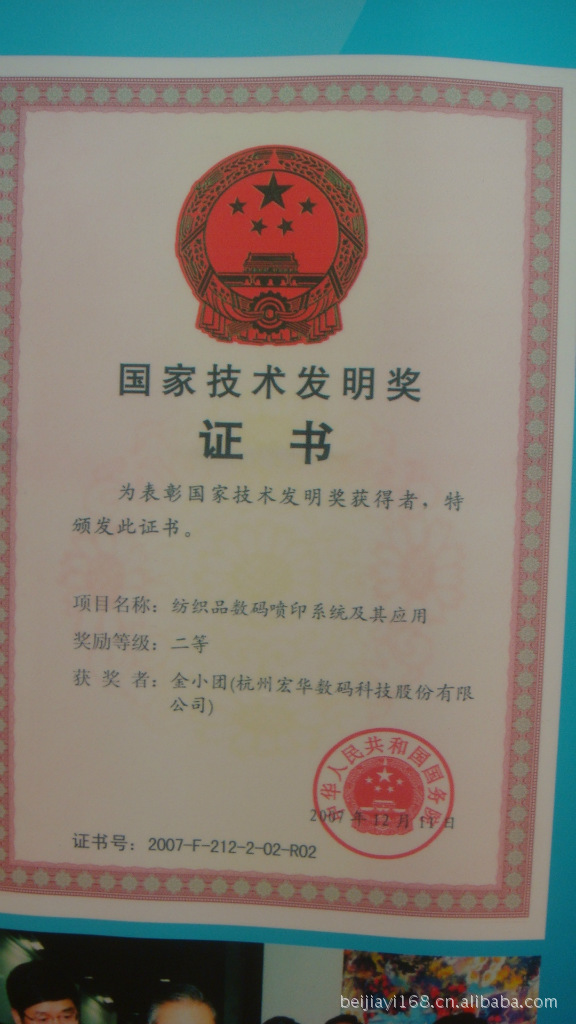 国家技术发明奖
证 书
为表彰国家技术发明奖获得者，特
颁发此证书。
项目名称：纺织品数码喷印系统及其应用
奖励等级：二等
获 奖 者：金小团(杭州宏华数码科技股份有限
公司)
中华人民共和国国务院
2007年12月11日
证书号：2007-F-212-2-02-R02
beijiayi168.cn.alibaba.com